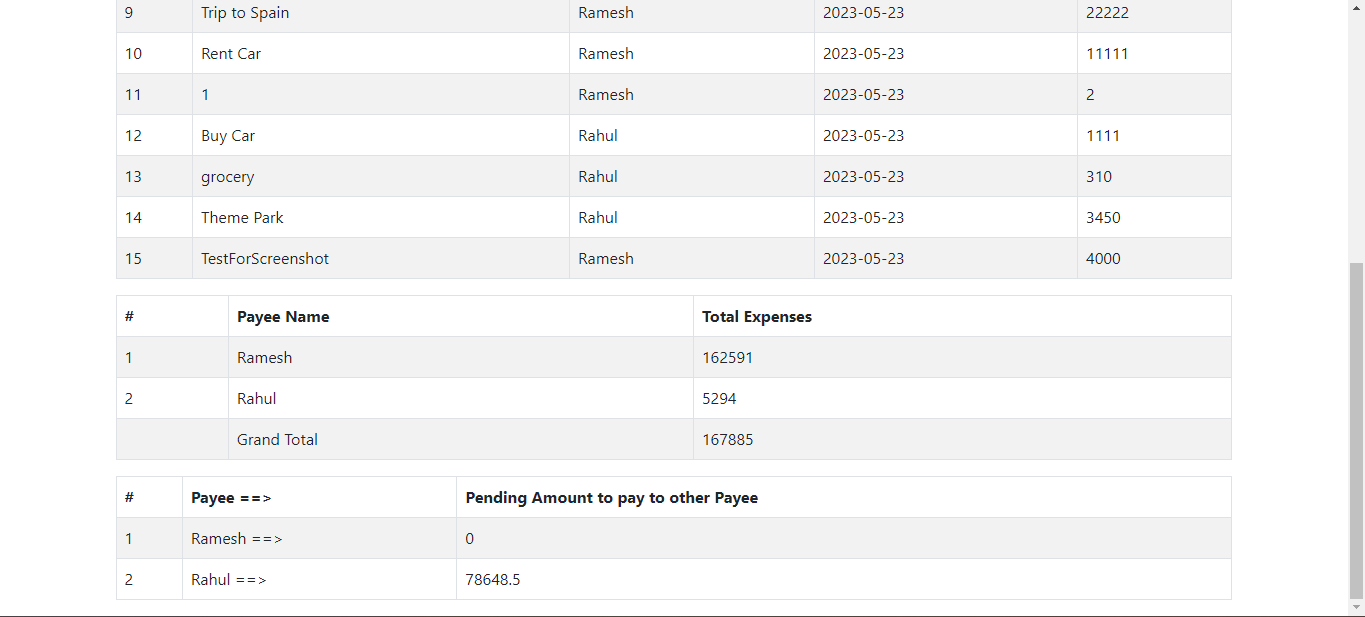 9 Trip to Spain Ramesh 2023-05-23 22222
10 Rent Car Ramesh 2023-05-23 11111
11 1 Ramesh 2023-05-23 2
12 Buy Car Rahul 2023-05-23 1111
13 grocery Rahul 2023-05-23 310
14 Theme Park Rahul 2023-05-23 3450
15 TestForScreenshot Ramesh 2023-05-23 4000
# Payee Name Total Expenses
1 Ramesh 162591
2 Rahul 5294
Grand Total 167885
# Payee ==> Pending Amount to pay to other Payee
1 Ramesh ==> 0
2 Rahul ==> 78648.5